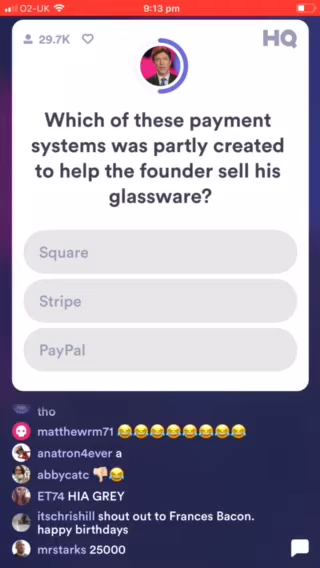 O2-UK 9:13 pm
29.7K HQ
Which of these payment
systems was partly created
to help the founder sell his
glassware?
Square
Stripe
PayPal
tho
matthewrm71 😂😂😂😂😂😂😂😂
anatron4ever a
abbycatc 👎🏻😂
ET74 HIA GREY
itschrishill shout out to Frances Bacon.
happy birthdays
mrstarks 25000